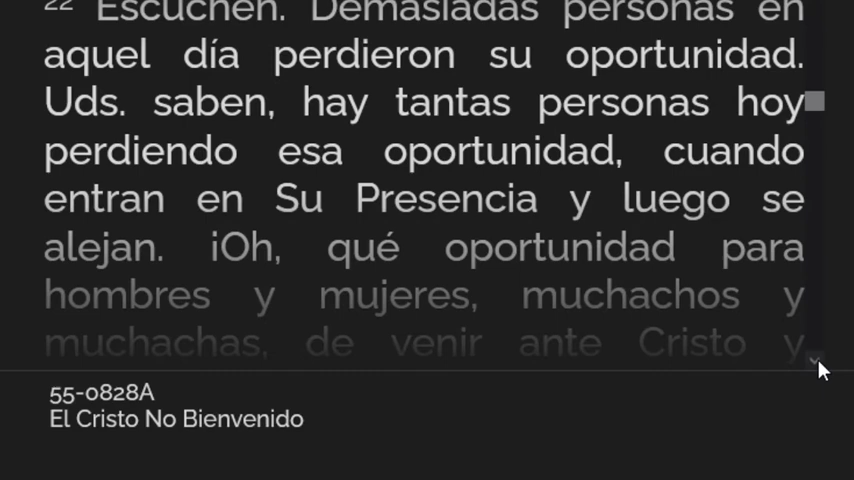 22 Escuchen. Demasiadas personas en
aquel día perdieron su oportunidad.
Uds. saben, hay tantas personas hoy
perdiendo esa oportunidad, cuando
entran en Su Presencia y luego se
alejan. ¡Oh, qué oportunidad para
hombres y mujeres, muchachos y
muchachas, de venir ante Cristo y
55-0828A
El Cristo No Bienvenido